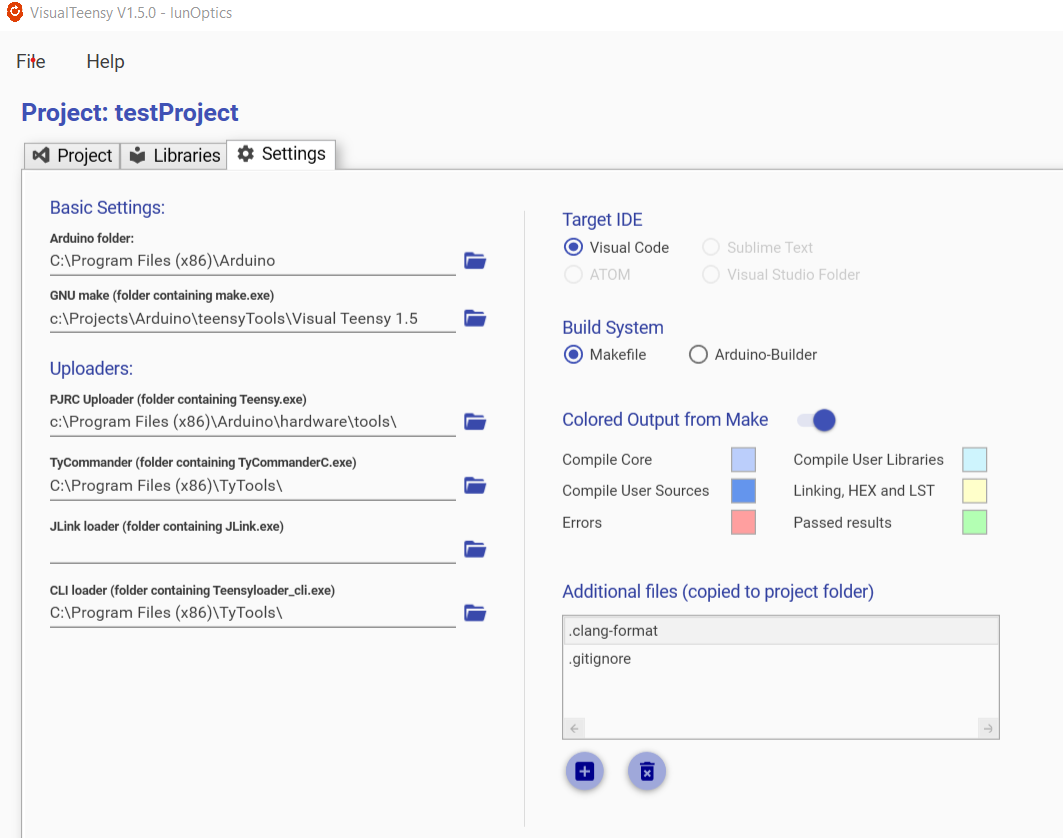 VisualTeensy V1.5.0 - lunOptics
File Help
Project: testProject
Project Libraries Settings
Basic Settings:
Arduino folder:
C:\Program Files (x86)\Arduino
GNU make (folder containing make.exe)
c:\Projects\Arduino\teensyTools\Visual Teensy 1.5
Uploaders:
PJRC Uploader (folder containing Teensy.exe)
c:\Program Files (x86)\Arduino\hardware\tools\
TyCommander (folder containing TyCommanderC.exe)
C:\Program Files (x86)\TyTools\
JLink loader (folder containing JLink.exe)
CLI loader (folder containing Teensyloader_cli.exe)
C:\Program Files (x86)\TyTools\
Target IDE
Visual Code Sublime Text
ATOM Visual Studio Folder
Build System
Makefile Arduino-Builder
Colored Output from Make
Compile Core Compile User Libraries
Compile User Sources Linking, HEX and LST
Errors Passed results
Additional files (copied to project folder)
.clang-format
.gitignore